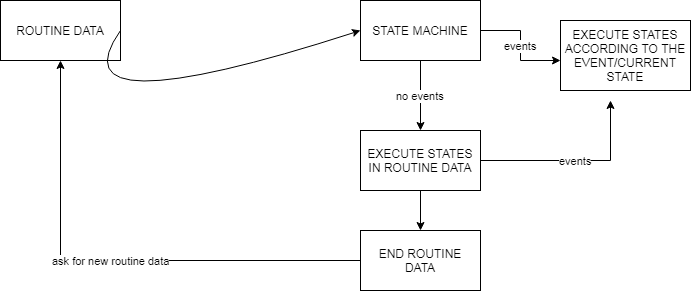 ROUTINE DATA
STATE MACHINE
events
EXECUTE STATES
ACCORDING TO THE
EVENT/CURRENT
STATE
no events
EXECUTE STATES
IN ROUTINE DATA
events
END ROUTINE
DATA
ask for new routine data